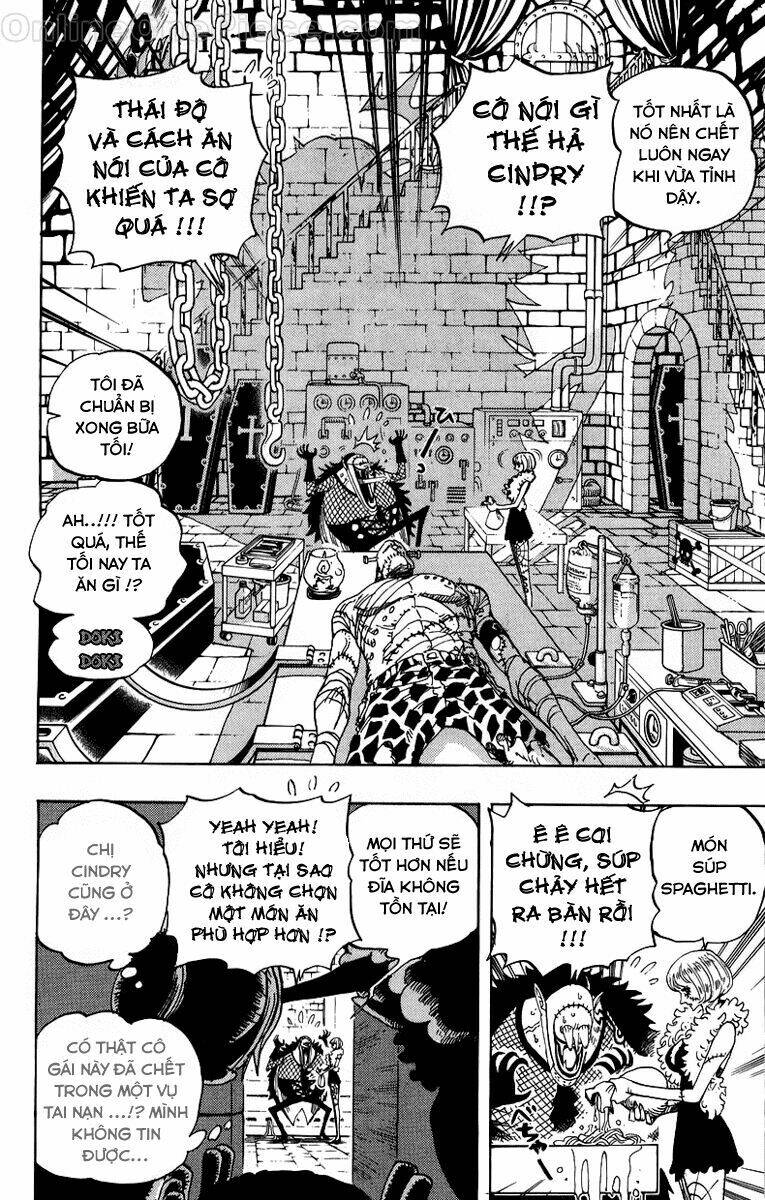 TỐT NHẤT LÀ
NÓ NÊN CHẾT
LUÔN NGAY
KHI VỪA TỈNH
DẬY.
CÔ NÓI GÌ
THẾ HẢ
CINDRY
!!?
THÁI ĐỘ
VÀ CÁCH ĂN
NÓI CỦA CÔ
KHIẾN TA SỢ
QUÁ !!!
TÔI ĐÃ
CHUẨN BỊ
XONG BỮA
TỐI!
AH..!!! TỐT
QUÁ, THẾ
TỐI NAY TA
ĂN GÌ !?
DOKI
DOKI
MÓN
SÚP
SPAGHETTI.
Ê Ê COI
CHỪNG, SÚP
CHẢY HẾT
RA BÀN RỒI
!!!
MỌI THỨ SẼ
TỐT HƠN NẾU
ĐĨA KHÔNG
TỒN TẠI!
YEAH YEAH!
TÔI HIỂU!
NHƯNG TẠI SAO
CÔ KHÔNG CHỌN
MỘT MÓN ĂN
PHÙ HỢP HƠN !?
CHỊ
CINDRY
CŨNG Ở
ĐÂY ...?
CÓ THẬT CÔ
GÁI NÀY ĐÃ CHẾT
TRONG MỘT VỤ
TAI NẠN ...!? MÌNH
KHÔNG TIN
ĐƯỢC...